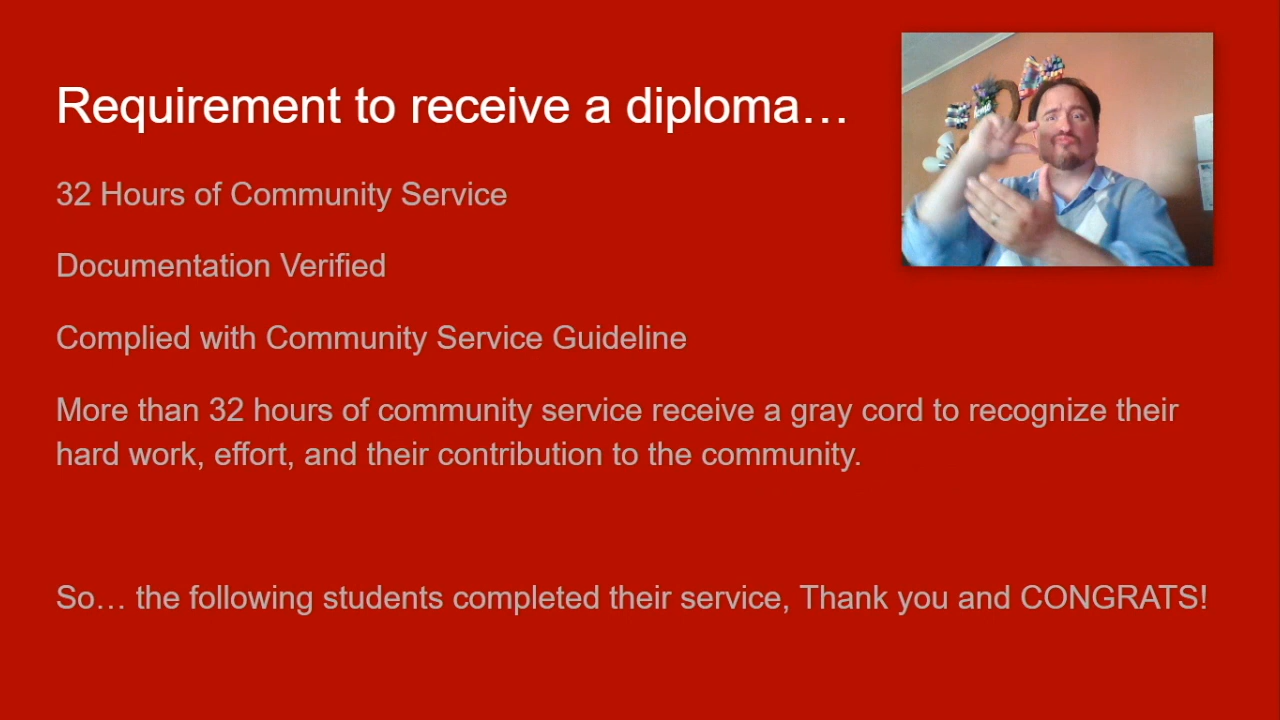 Requirement to receive a diploma…
32 Hours of Community Service
Documentation Verified
Complied with Community Service Guideline
More than 32 hours of community service receive a gray cord to recognize their
hard work, effort, and their contribution to the community.
So… the following students completed their service, Thank you and CONGRATS!